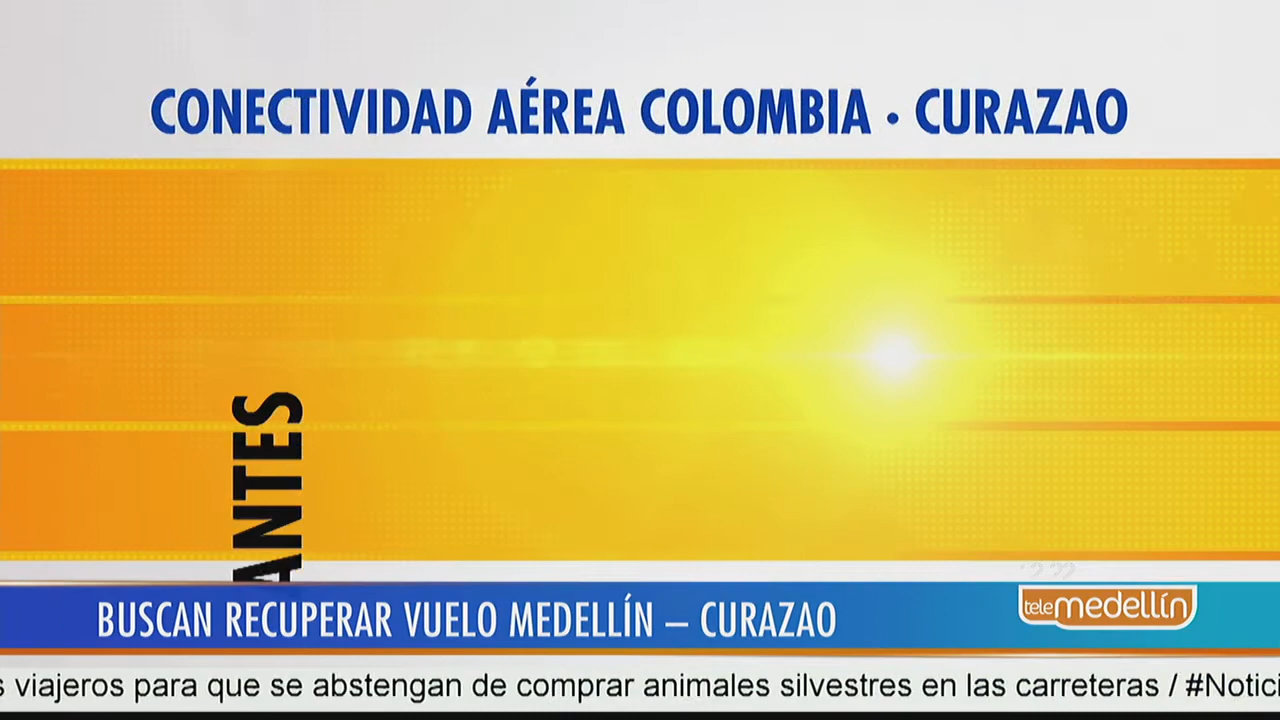 CONECTIVIDAD AÉREA COLOMBIA · CURAZAO
ANTES
BUSCAN RECUPERAR VUELO MEDELLÍN – CURAZAO
telemedellín
s viajeros para que se abstengan de comprar animales silvestres en las carreteras / #Notici